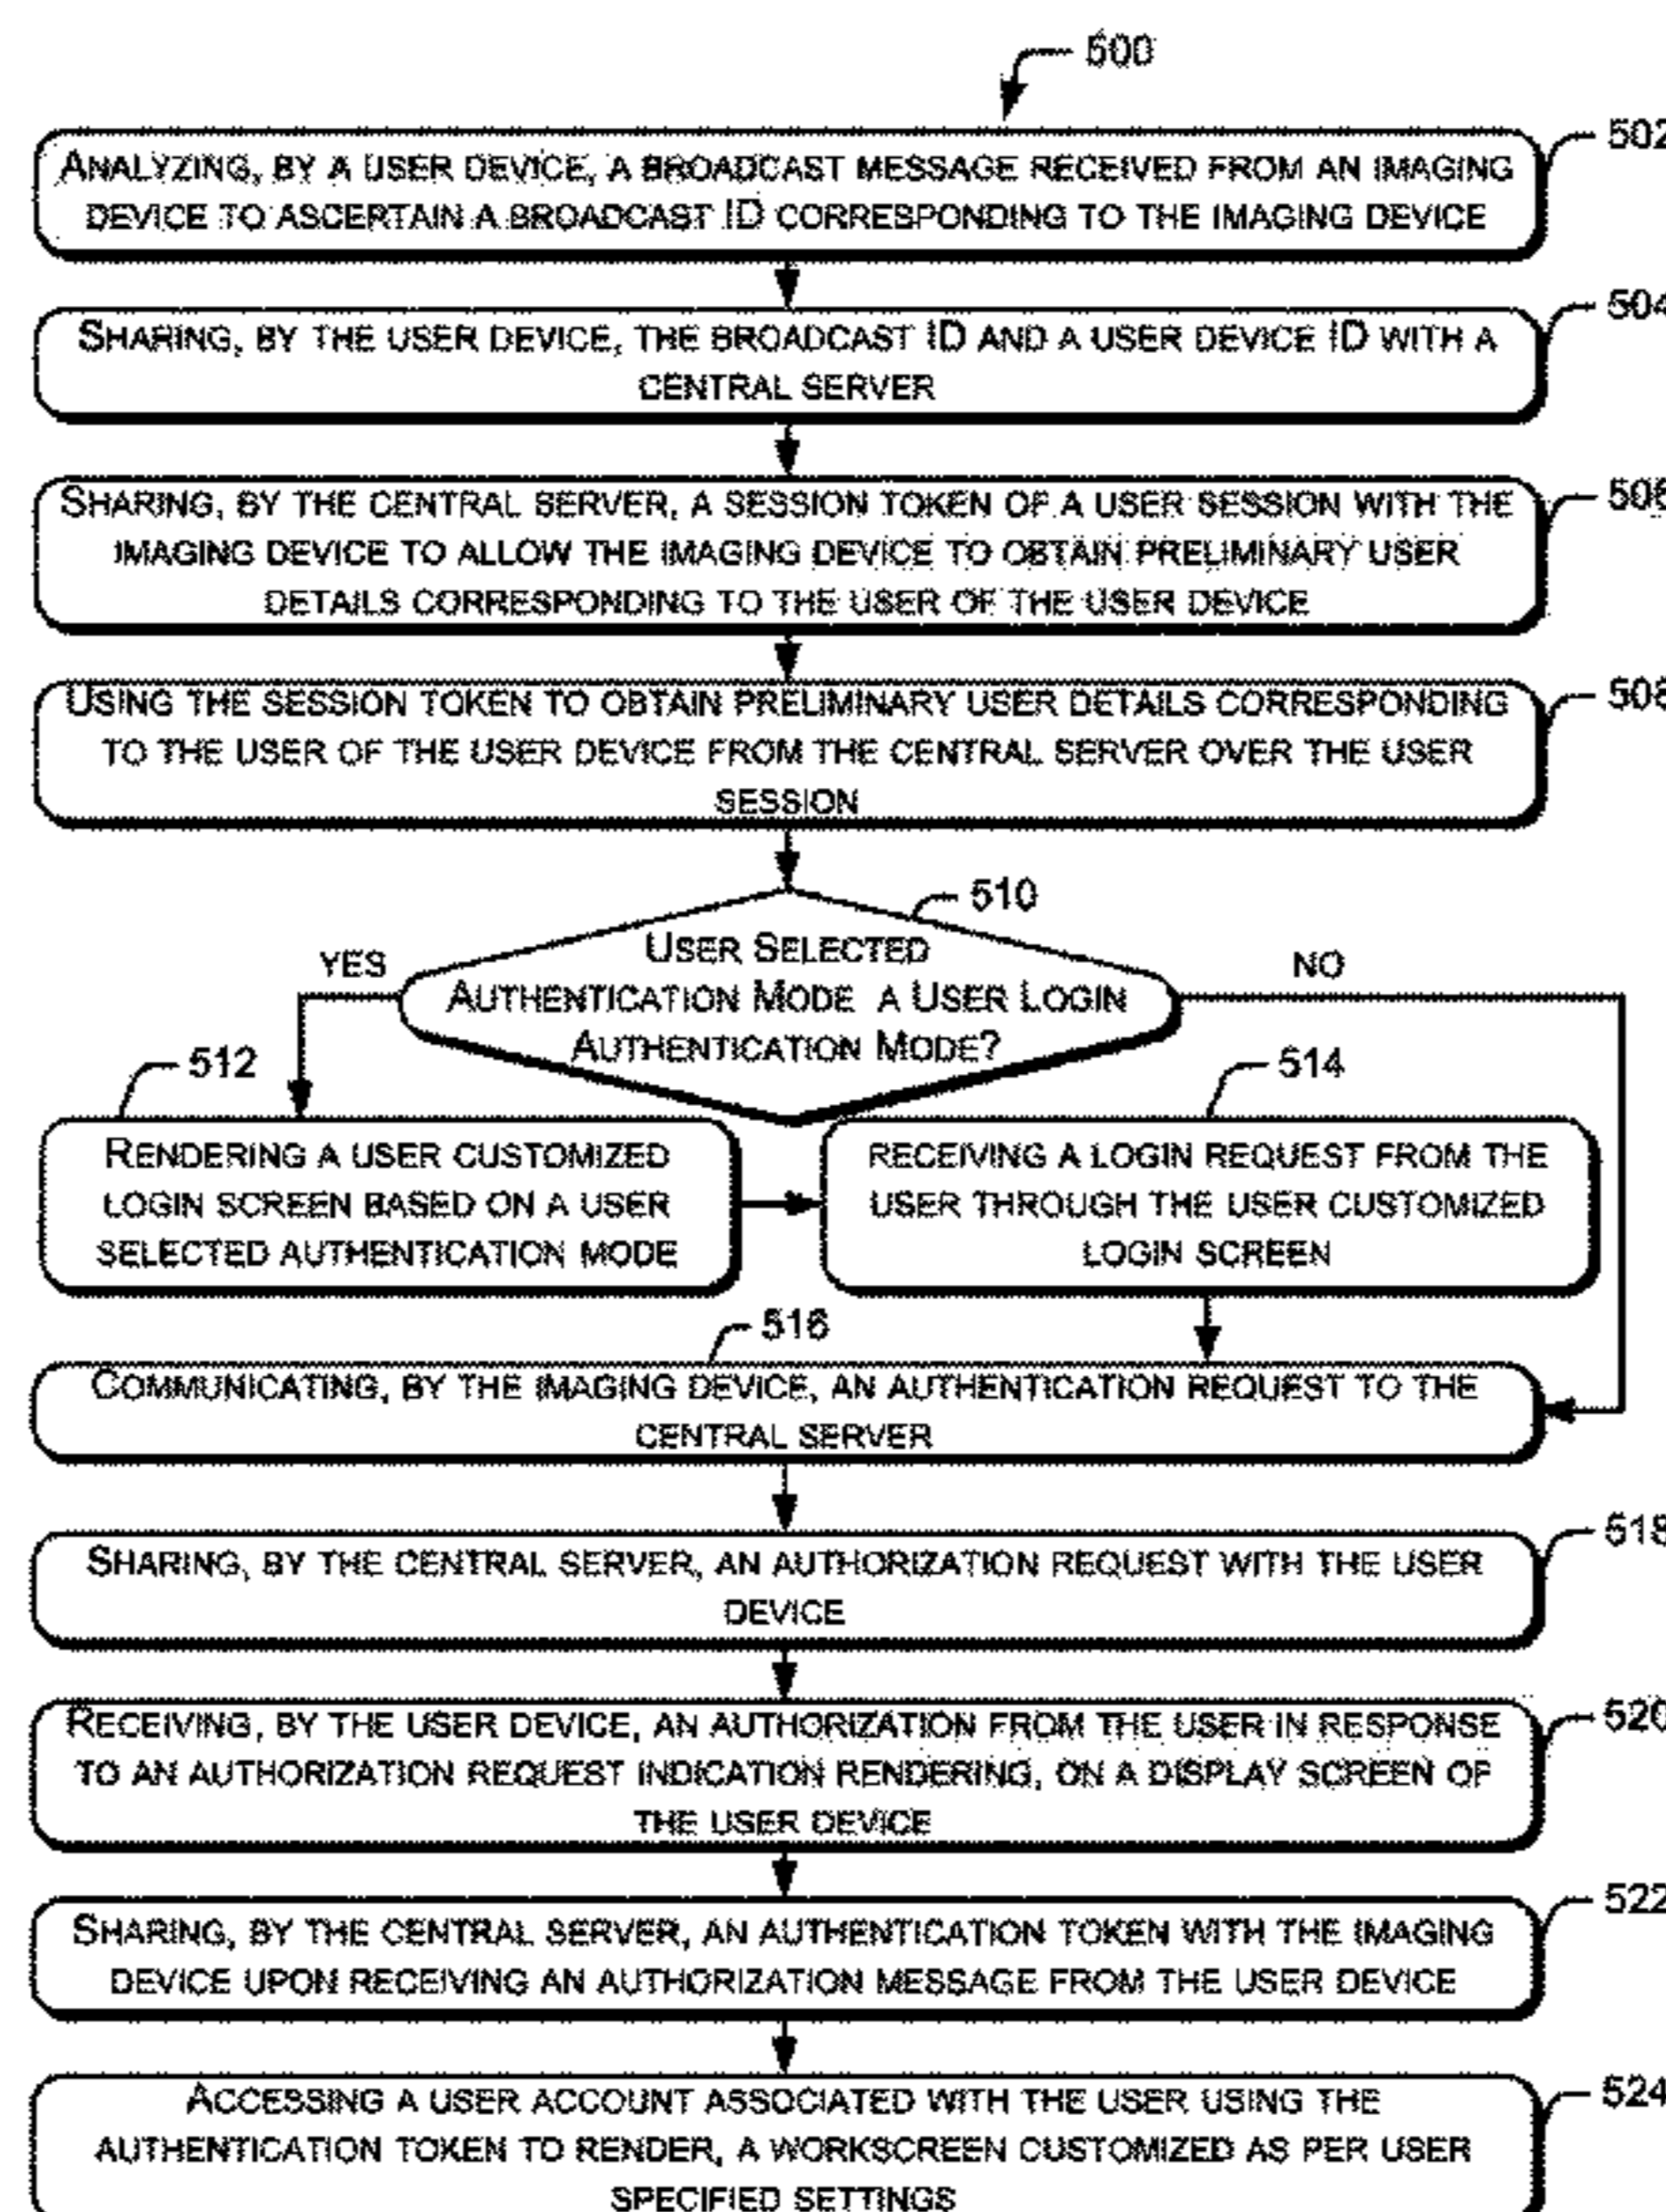 500
502
ANALYZING, BY A USER DEVICE, A BROADCAST MESSAGE RECEIVED FROM AN IMAGING
DEVICE TO ASCERTAIN A BROADCAST ID CORRESPONDING TO THE IMAGING DEVICE
504
SHARING, BY THE USER DEVICE, THE BROADCAST ID AND A USER DEVICE ID WITH A
CENTRAL SERVER
506
SHARING, BY THE CENTRAL SERVER, A SESSION TOKEN OF A USER SESSION WITH THE
IMAGING DEVICE TO ALLOW THE IMAGING DEVICE TO OBTAIN PRELIMINARY USER
DETAILS CORRESPONDING TO THE USER OF THE USER DEVICE
508
USING THE SESSION TOKEN TO OBTAIN PRELIMINARY USER DETAILS CORRESPONDING
TO THE USER OF THE USER DEVICE FROM THE CENTRAL SERVER OVER THE USER
SESSION
510
USER SELECTED
AUTHENTICATION MODE A USER LOGIN
AUTHENTICATION MODE?
YES
NO
512
RENDERING A USER CUSTOMIZED
LOGIN SCREEN BASED ON A USER
SELECTED AUTHENTICATION MODE
514
RECEIVING A LOGIN REQUEST FROM THE
USER THROUGH THE USER CUSTOMIZED
LOGIN SCREEN
516
COMMUNICATING, BY THE IMAGING DEVICE, AN AUTHENTICATION REQUEST TO THE
CENTRAL SERVER
518
SHARING, BY THE CENTRAL SERVER, AN AUTHORIZATION REQUEST WITH THE USER
DEVICE
520
RECEIVING, BY THE USER DEVICE, AN AUTHORIZATION FROM THE USER IN RESPONSE
TO AN AUTHORIZATION REQUEST INDICATION RENDERING, ON A DISPLAY SCREEN OF
THE USER DEVICE
522
SHARING, BY THE CENTRAL SERVER, AN AUTHENTICATION TOKEN WITH THE IMAGING
DEVICE UPON RECEIVING AN AUTHORIZATION MESSAGE FROM THE USER DEVICE
524
ACCESSING A USER ACCOUNT ASSOCIATED WITH THE USER USING THE
AUTHENTICATION TOKEN TO RENDER, A WORKSCREEN CUSTOMIZED AS PER USER
SPECIFIED SETTINGS